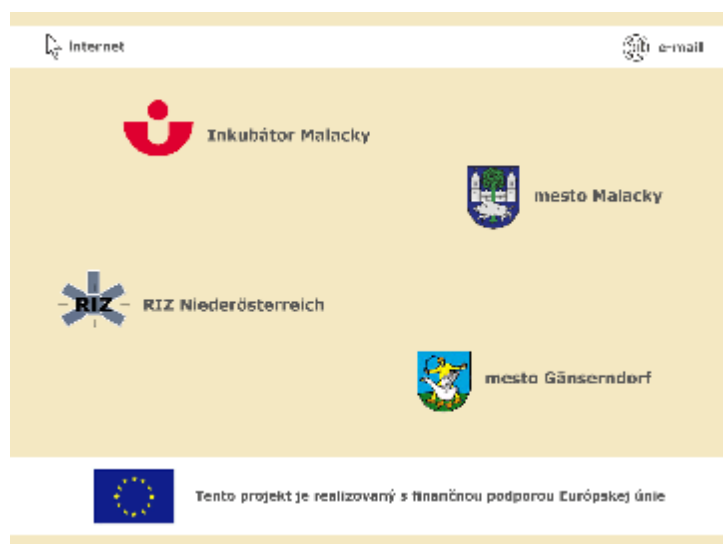 Internet
e-mail
Inkubátor Malacky
mesto Malacky
RIZ
RIZ Niederösterreich
mesto Gänserndorf
Tento projekt je realizovaný s finančnou podporou Európskej únie